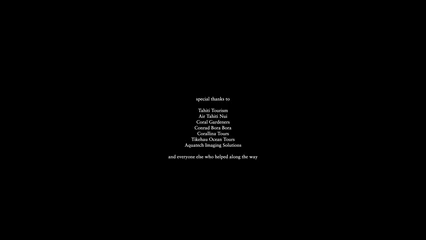 special thanks to
Tahiti Tourism
Air Tahiti Nui
Coral Gardeners
Conrad Bora Bora
Corallina Tours
Tikehau Ocean Tours
Aquatech Imaging Solutions
and everyone else who helped along the way